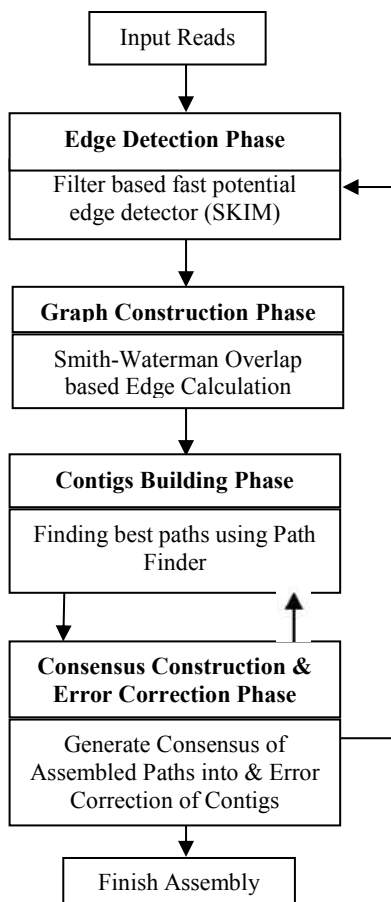 Input Reads
Edge Detection Phase
Filter based fast potential
edge detector (SKIM)
Graph Construction Phase
Smith-Waterman Overlap
based Edge Calculation
Contigs Building Phase
Finding best paths using Path
Finder
Consensus Construction &
Error Correction Phase
Generate Consensus of
Assembled Paths into & Error
Correction of Contigs
Finish Assembly